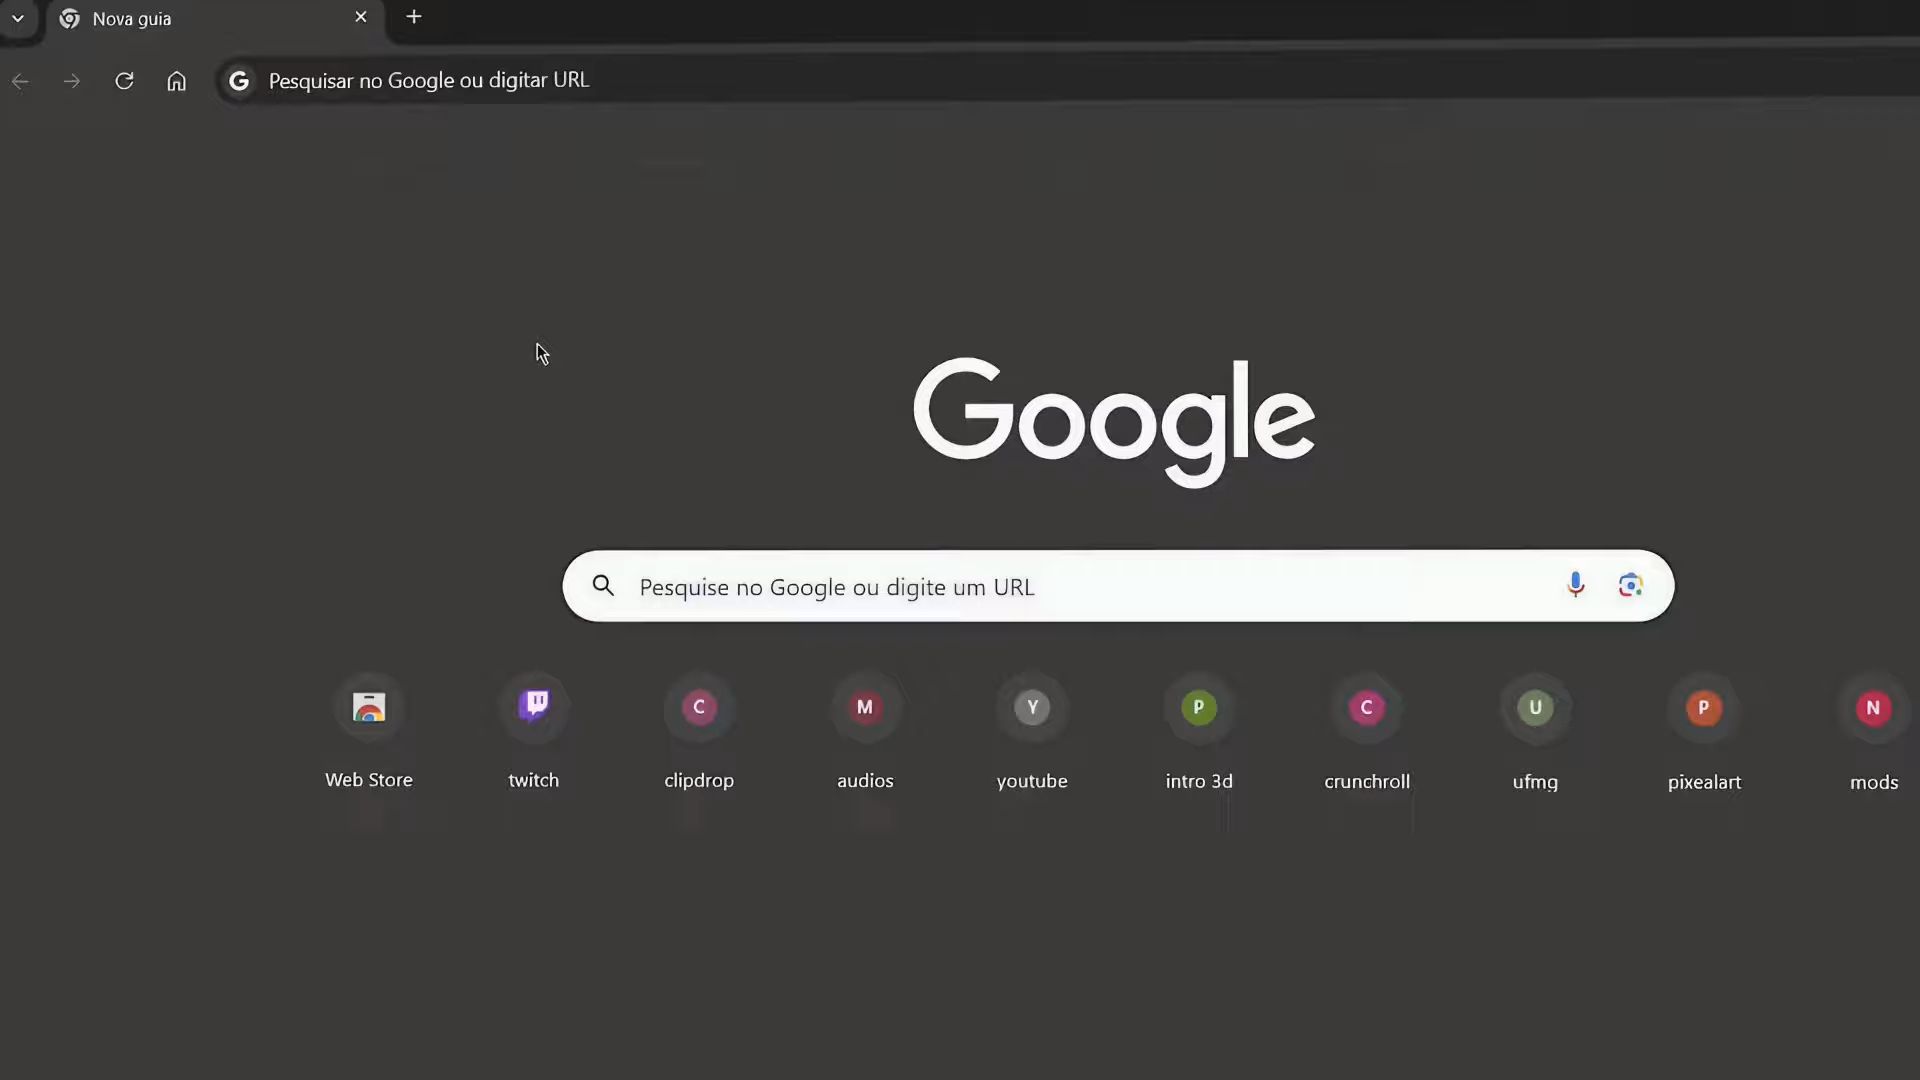 Nova guia
Pesquisar no Google ou digitar URL
Google
Pesquise no Google ou digite um URL
C M Y P C U P N
Web Store twitch clipdrop audios youtube intro 3d crunchroll ufmg pixealart mods